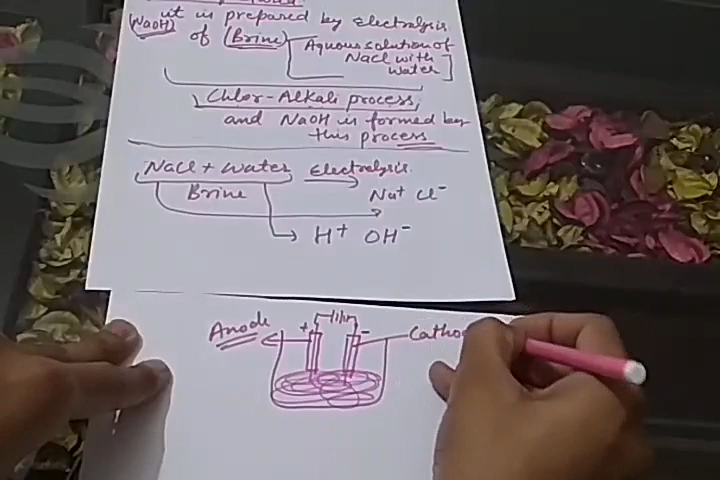 it is prepared by Electrolysis
(NaOH) of (Brine) Aqueous solution of
NaCl with
water
Chlor-Alkali process,
and NaOH is formed by
this process
NaCl + water Electrolysis
Brine Na+ Cl-
H+ OH-
+ -
Anode